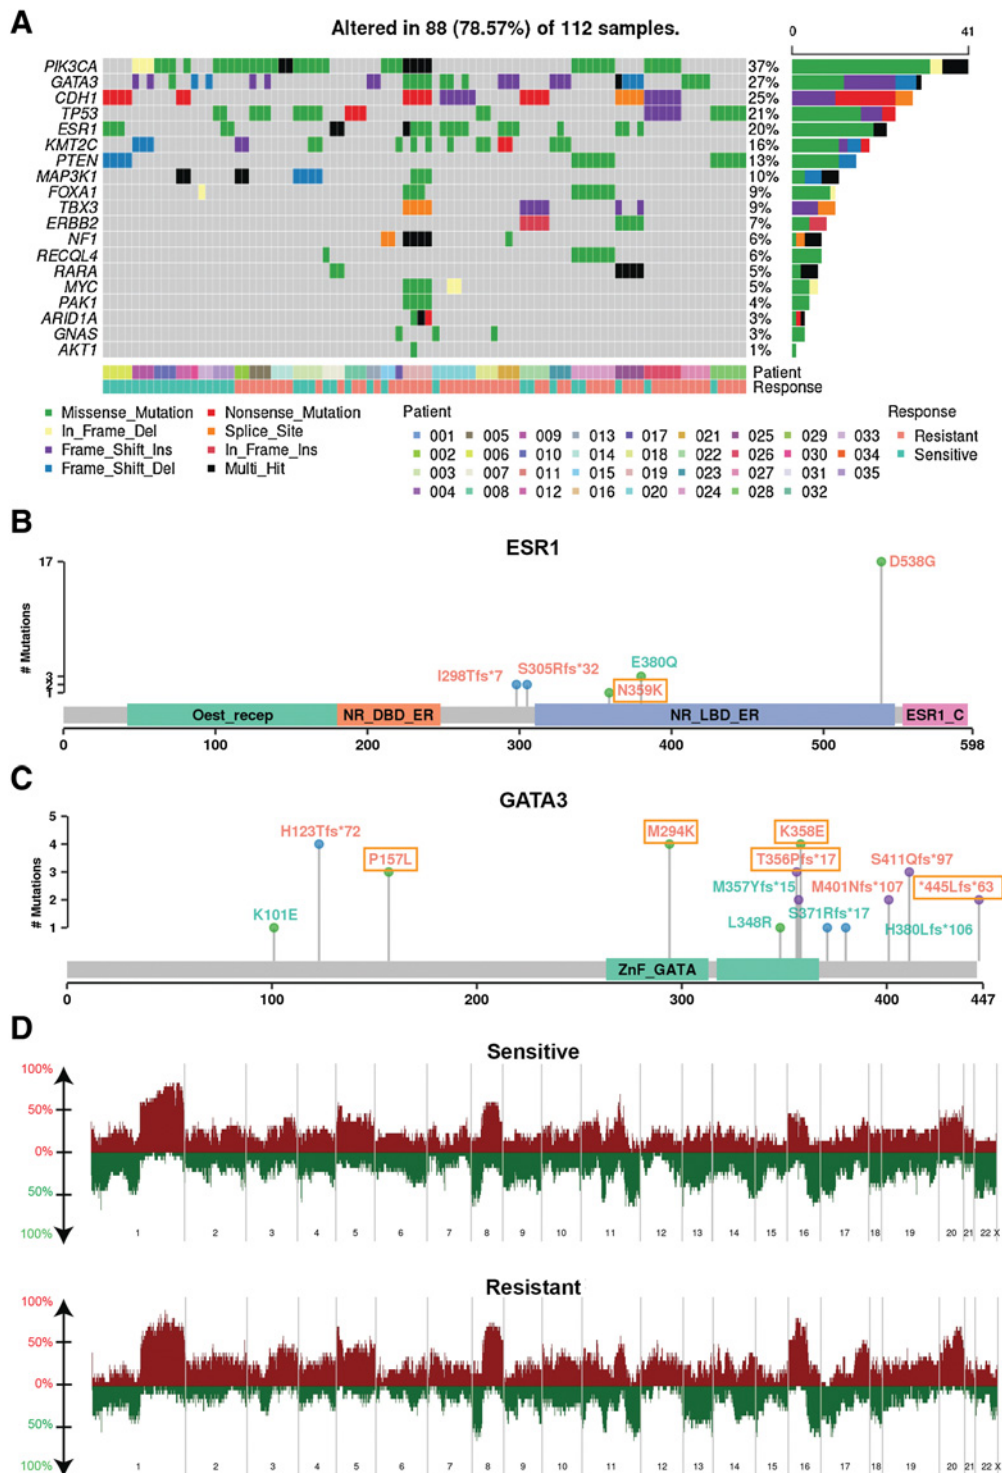 A
Altered in 88 (78.57%) of 112 samples.
0 41
PIK3CA 37%
GATA3 27%
CDH1 25%
TP53 21%
ESR1 20%
KMT2C 16%
PTEN 13%
MAP3K1 10%
FOXA1 9%
TBX3 9%
ERBB2 7%
NF1 6%
RECQL4 6%
RARA 5%
MYC 5%
PAK1 4%
ARID1A 3%
GNAS 3%
AKT1 1%
Patient
Response
Missense_Mutation Nonsense_Mutation
In_Frame_Del Splice_Site
Frame_Shift_Ins In_Frame_Ins
Frame_Shift_Del Multi_Hit
Patient
001 005 009 013 017 021 025 029 033
002 006 010 014 018 022 026 030 034
003 007 011 015 019 023 027 031 035
004 008 012 016 020 024 028 032
Response
Resistant
Sensitive
B
ESR1
# Mutations
17
3
2
1
I298Tfs*7
S305Rfs*32
N359K
E380Q
D538G
Oest_recep NR_DBD_ER NR_LBD_ER ESR1_C
0 100 200 300 400 500 598
C
GATA3
# Mutations
5
4
3
2
1
K101E
H123Tfs*72
P157L
M294K
K358E
T356Pfs*17
M357Yfs*15
L348R
S371Rfs*17
M401Nfs*107
S411Qfs*97
*445Lfs*63
H380Lfs*106
ZnF_GATA
0 100 200 300 400 447
D
Sensitive
100%
50%
0%
50%
100%
1 2 3 4 5 6 7 8 9 10 11 12 13 14 15 16 17 18 19 20 21 22 X
Resistant
100%
50%
0%
50%
100%
1 2 3 4 5 6 7 8 9 10 11 12 13 14 15 16 17 18 19 20 21 22 X